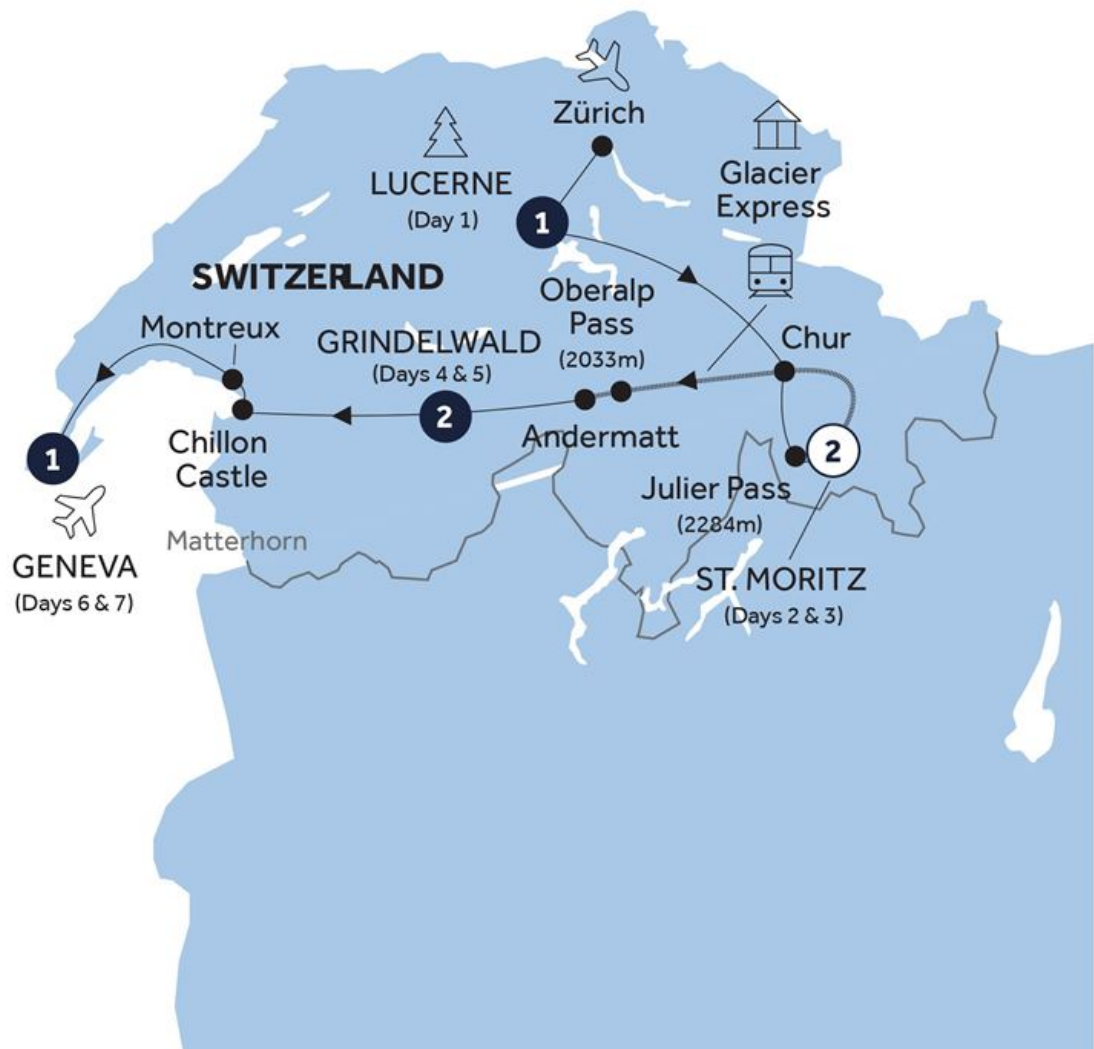 Zürich
LUCERNE
(Day 1)
1
Glacier
Express
SWITZERLAND
Oberalp
Pass
(2033m)
Montreux
GRINDELWALD
(Days 4 & 5)
Chur
2
Andermatt
Chillon
Castle
1
2
Julier Pass
(2284m)
Matterhorn
GENEVA
(Days 6 & 7)
ST. MORITZ
(Days 2 & 3)